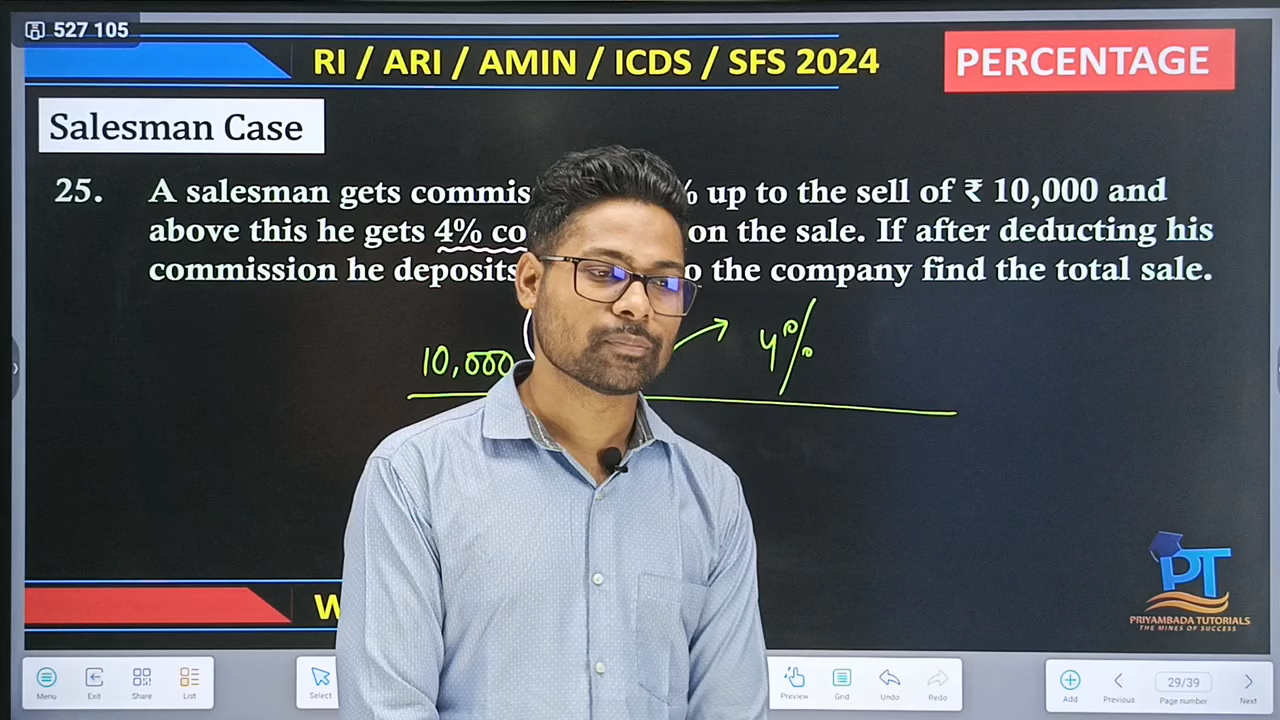 527 105
RI / ARI / AMIN / ICDS / SFS 2024
PERCENTAGE
Salesman Case
25. A salesman gets % up to the sell of ₹ 10,000 and
above this he gets 4% on the sale. If after deducting his
commission he deposits the company find the total sale.
10,000
4%
PRIYAMBADA TUTORIALS
THE MINES OF SUCCESS
Menu Exit Share List Select Preview Grid Undo Redo Add Previous 29/39 Page number Next